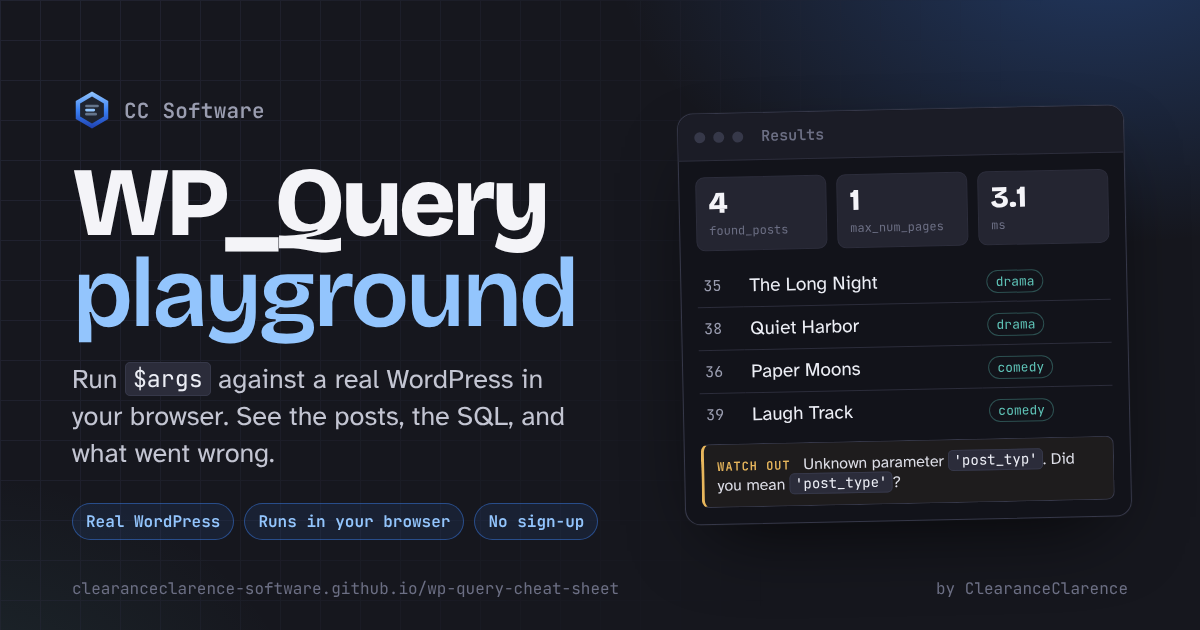 CC Software
WP_Query
playground
Run $args against a real WordPress in
your browser. See the posts, the SQL, and
what went wrong.
Real WordPress
Runs in your browser
No sign-up
clearanceclarence-software.github.io/wp-query-cheat-sheet
Results
4
found_posts
1
max_num_pages
3.1
ms
35 The Long Night drama
38 Quiet Harbor drama
36 Paper Moons comedy
39 Laugh Track comedy
WATCH OUT Unknown parameter 'post_typ'. Did
you mean 'post_type'?
by ClearanceClarence